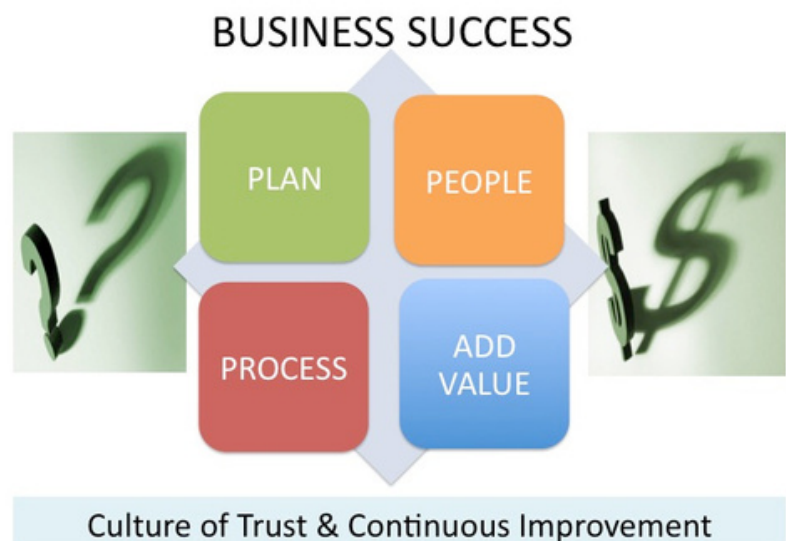 BUSINESS SUCCESS
PLAN
PEOPLE
PROCESS
ADD
VALUE
Culture of Trust & Continuous Improvement